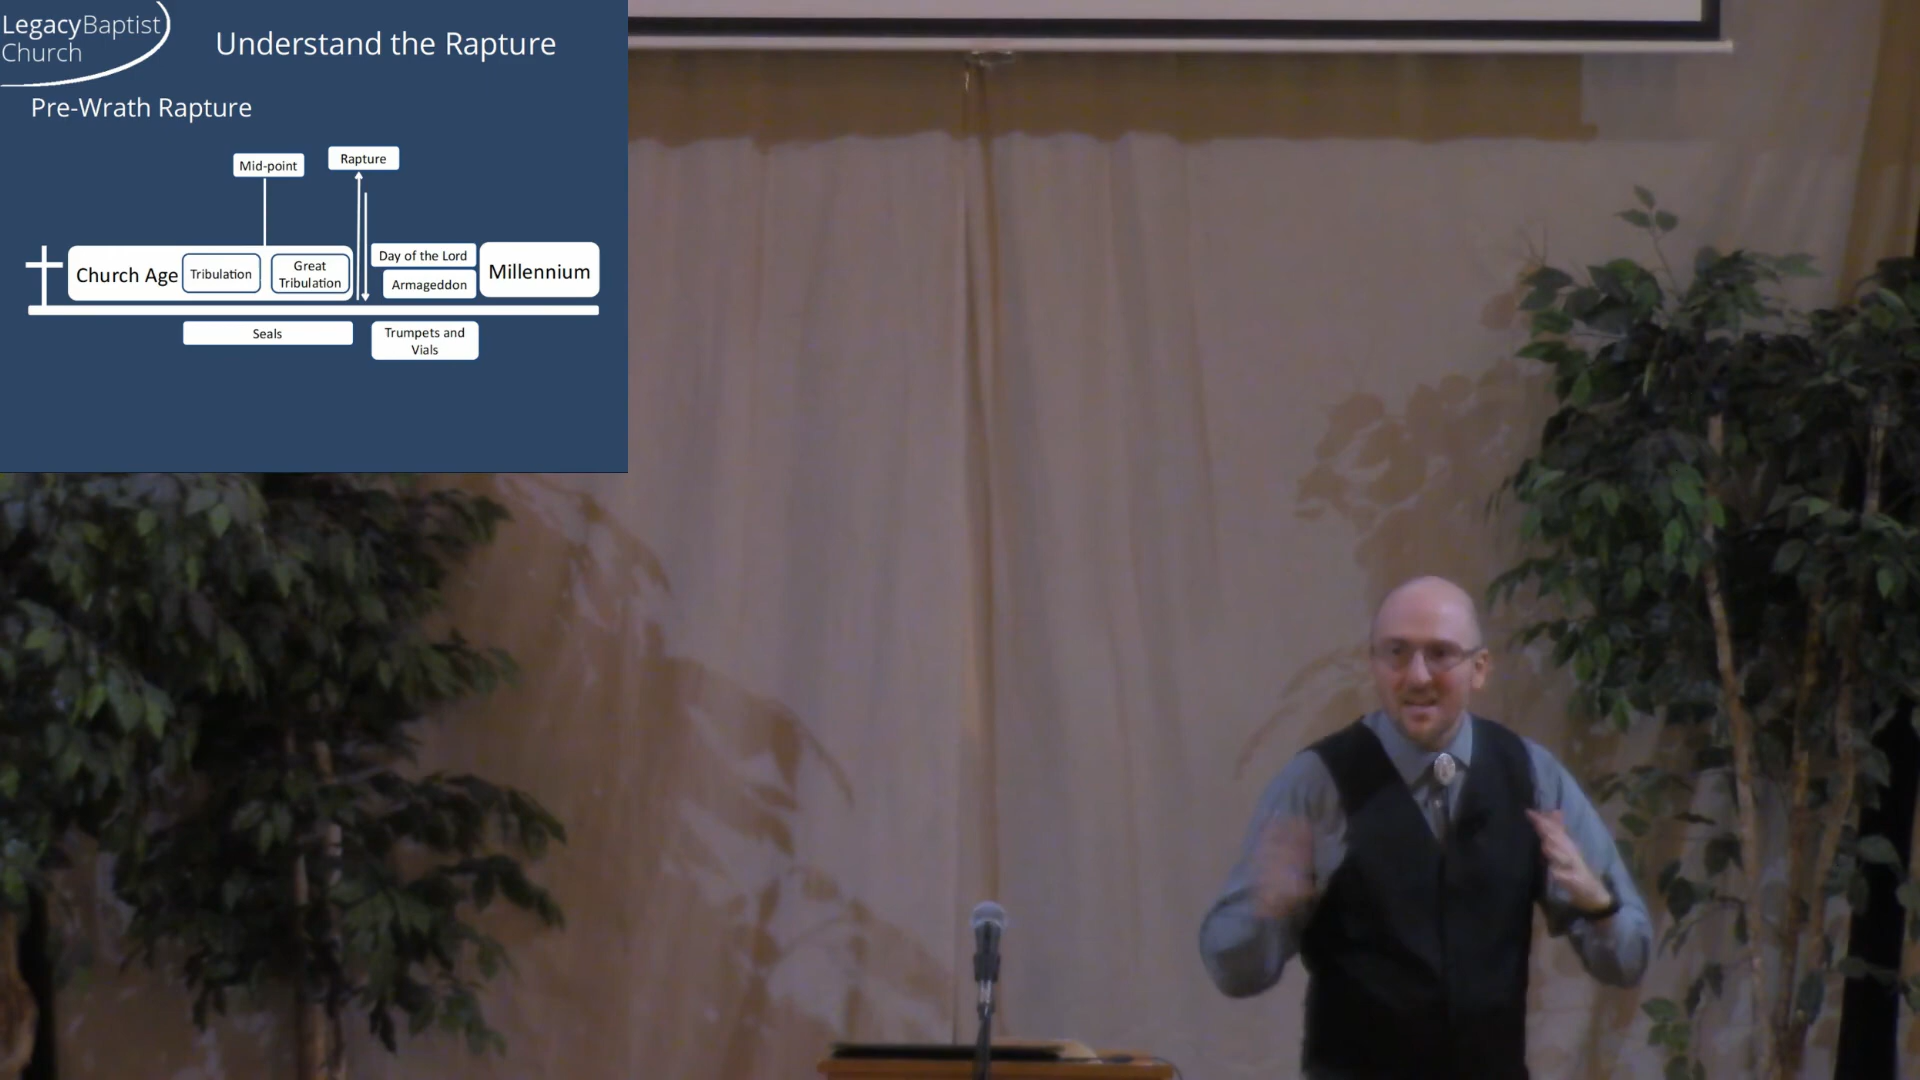 LegacyBaptist
Church
Understand the Rapture
Pre-Wrath Rapture
Mid-point
Rapture
Church Age
Tribulation
Great
Tribulation
Day of the Lord
Armageddon
Millennium
Seals
Trumpets and
Vials